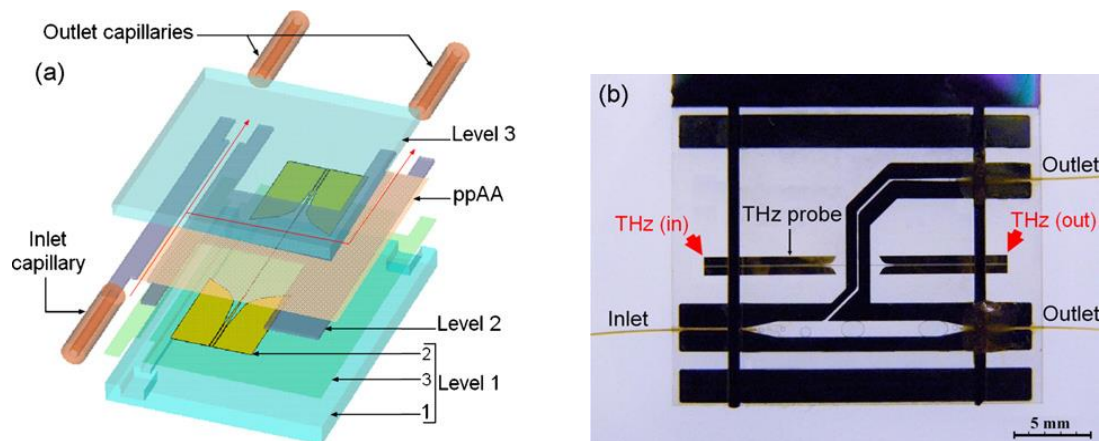 Outlet capillaries
(a)
Level 3
ppAA
Inlet
capillary
Level 2
2
3
Level 1
1
(b)
Outlet
THz probe
THz (in)
THz (out)
Inlet
Outlet
5 mm